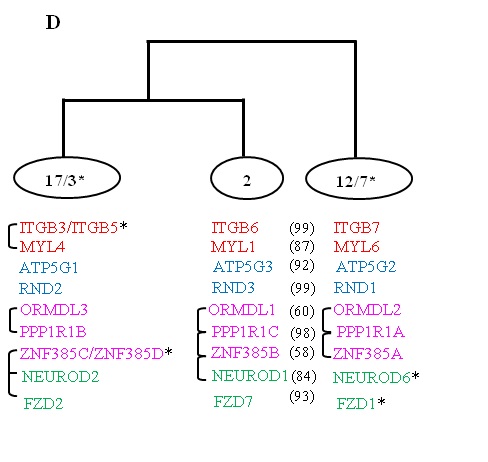 D
17/3* 2 12/7*
ITGB3/ITGB5* ITGB6 (99) ITGB7
MYL4 MYL1 (87) MYL6
ATP5G1 ATP5G3 (92) ATP5G2
RND2 RND3 (99) RND1
ORMDL3 ORMDL1 (60) ORMDL2
PPP1R1B PPP1R1C (98) PPP1R1A
ZNF385C/ZNF385D* ZNF385B (58) ZNF385A
NEUROD2 NEUROD1 (84) NEUROD6*
FZD2 FZD7 (93) FZD1*